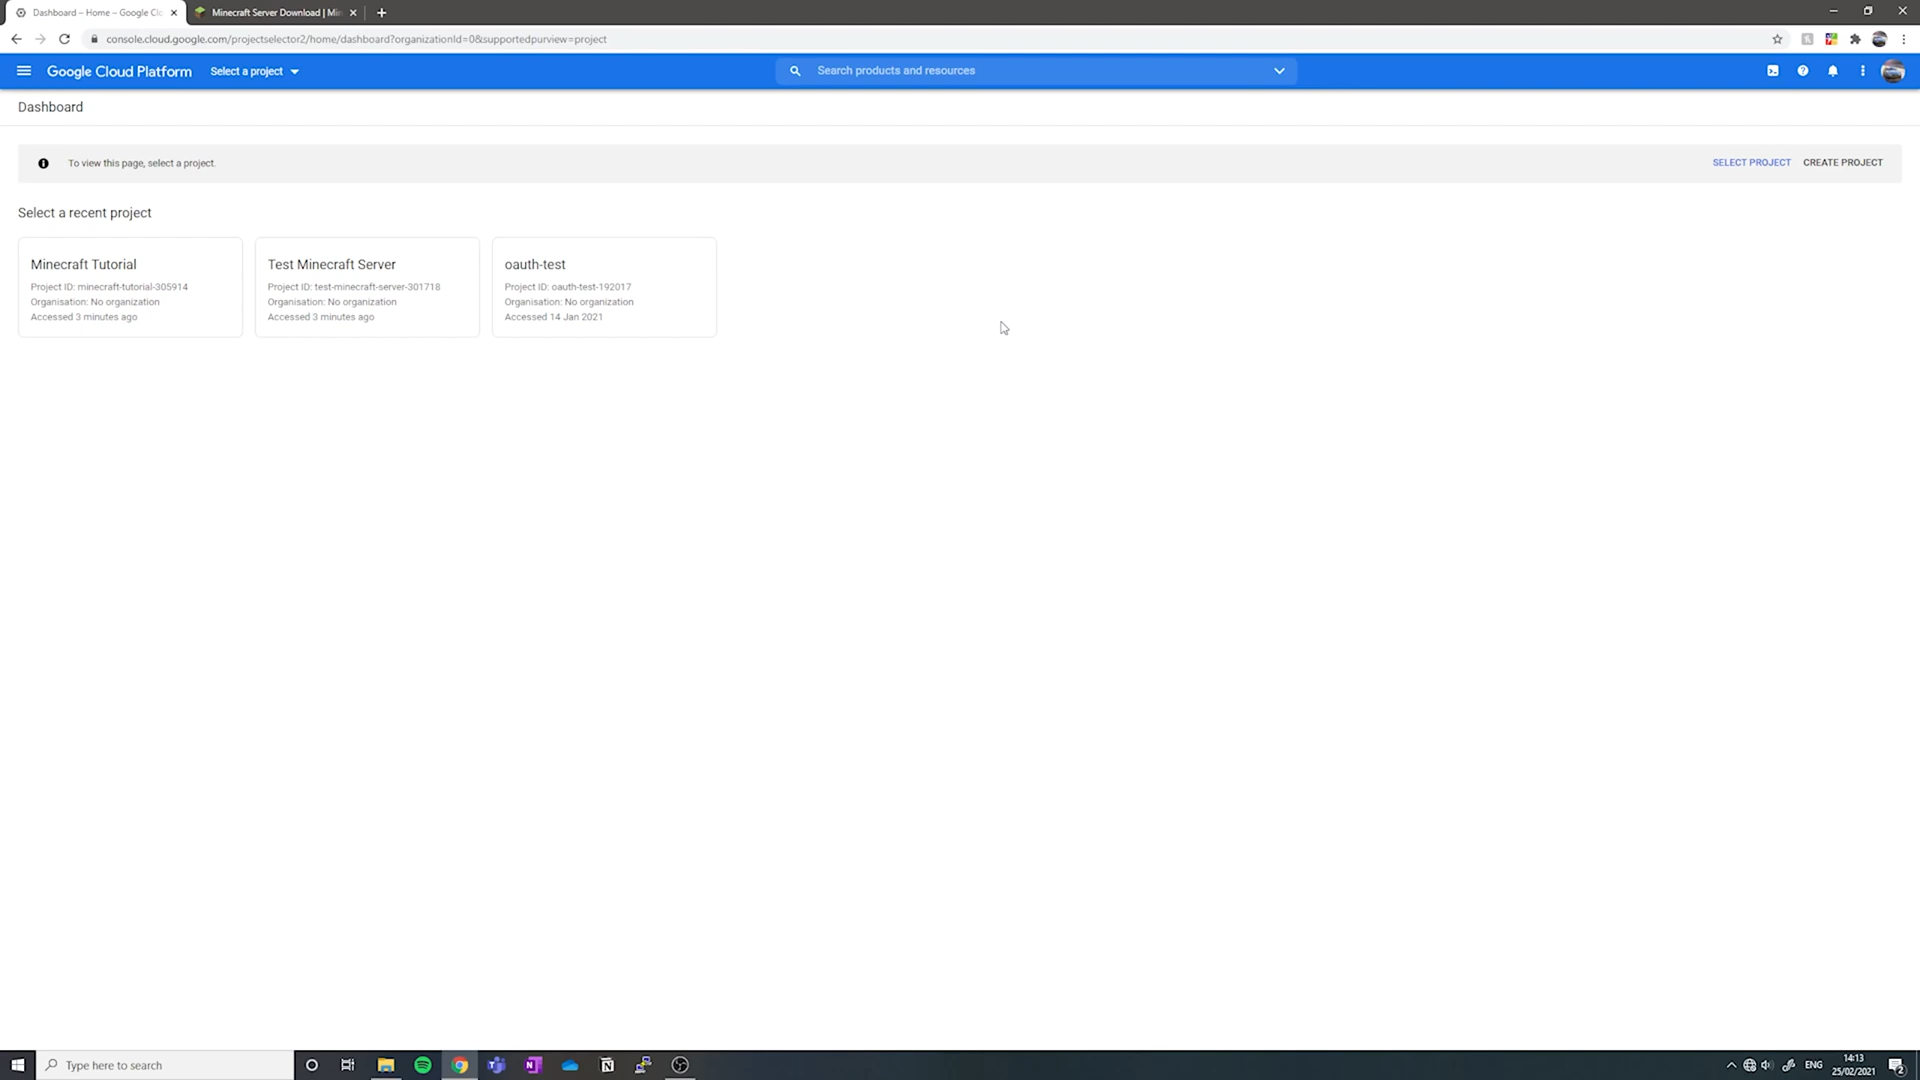 Dashboard – Home – Google Clo
Minecraft Server Download | Min
console.cloud.google.com/projectselector2/home/dashboard?organizationId=0&supportedpurview=project
Google Cloud Platform
Select a project
Search products and resources
Dashboard
To view this page, select a project.
SELECT PROJECT
CREATE PROJECT
Select a recent project
Minecraft Tutorial
Project ID: minecraft-tutorial-305914
Organisation: No organization
Accessed 3 minutes ago
Test Minecraft Server
Project ID: test-minecraft-server-301718
Organisation: No organization
Accessed 3 minutes ago
oauth-test
Project ID: oauth-test-192017
Organisation: No organization
Accessed 14 Jan 2021
Type here to search
ENG
14:13
25/02/2021
2